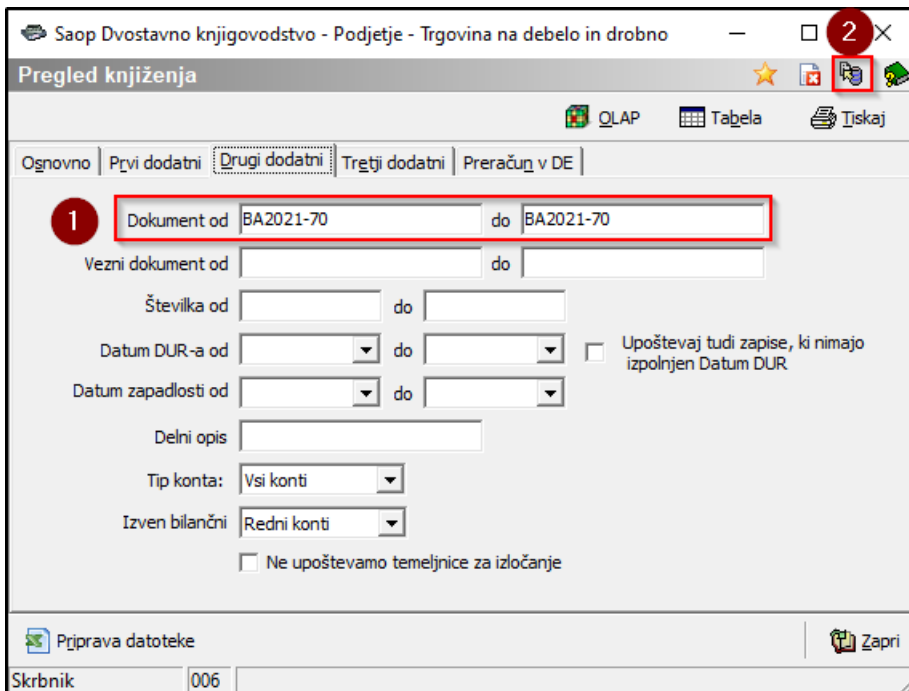 Saop Dvostavno knjigovodstvo - Podjetje - Trgovina na debelo in drobno
2
Pregled knjiženja
OLAP Tabela Tiskaj
Osnovno Prvi dodatni Drugi dodatni Tretji dodatni Preračun v DE
1 Dokument od BA2021-70 do BA2021-70
Vezni dokument od do
Številka od do
Datum DUR-a od do Upoštevaj tudi zapise, ki nimajo
izpolnjen Datum DUR
Datum zapadlosti od do
Delni opis
Tip konta: Vsi konti
Izven bilančni Redni konti
Ne upoštevamo temeljnice za izločanje
Priprava datoteke Zapri
Skrbnik 006